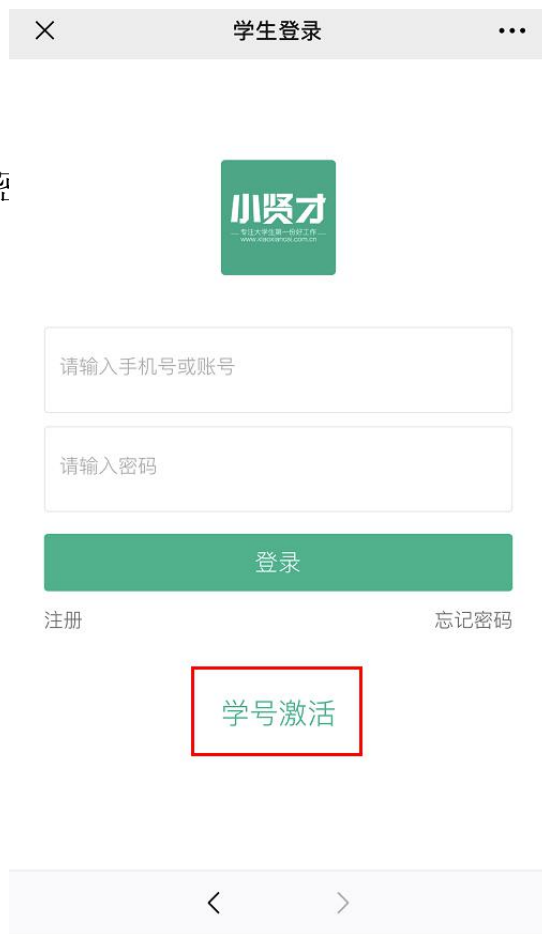 学生登录
小贤才
专注大学生第一份好工作
www.xiaoxiancai.com.cn
请输入手机号或账号
请输入密码
登录
注册
忘记密码
学号激活